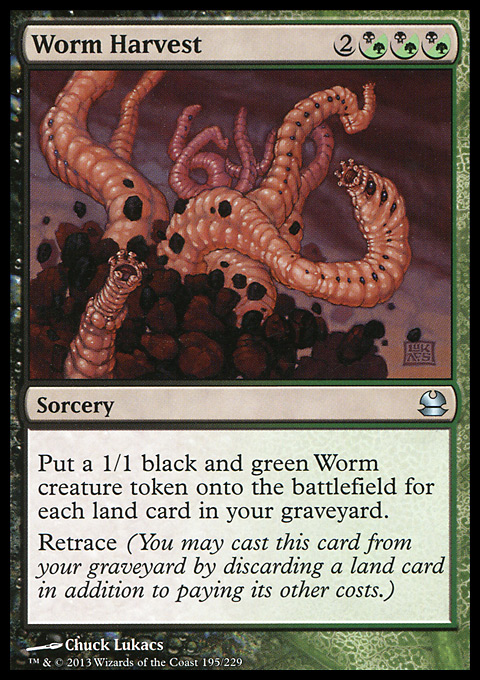 Worm Harvest 2
Sorcery
Put a 1/1 black and green Worm
creature token onto the battlefield for
each land card in your graveyard.
Retrace (You may cast this card from
your graveyard by discarding a land card
in addition to paying its other costs.)
Chuck Lukacs
™ & © 2013 Wizards of the Coast 195/229